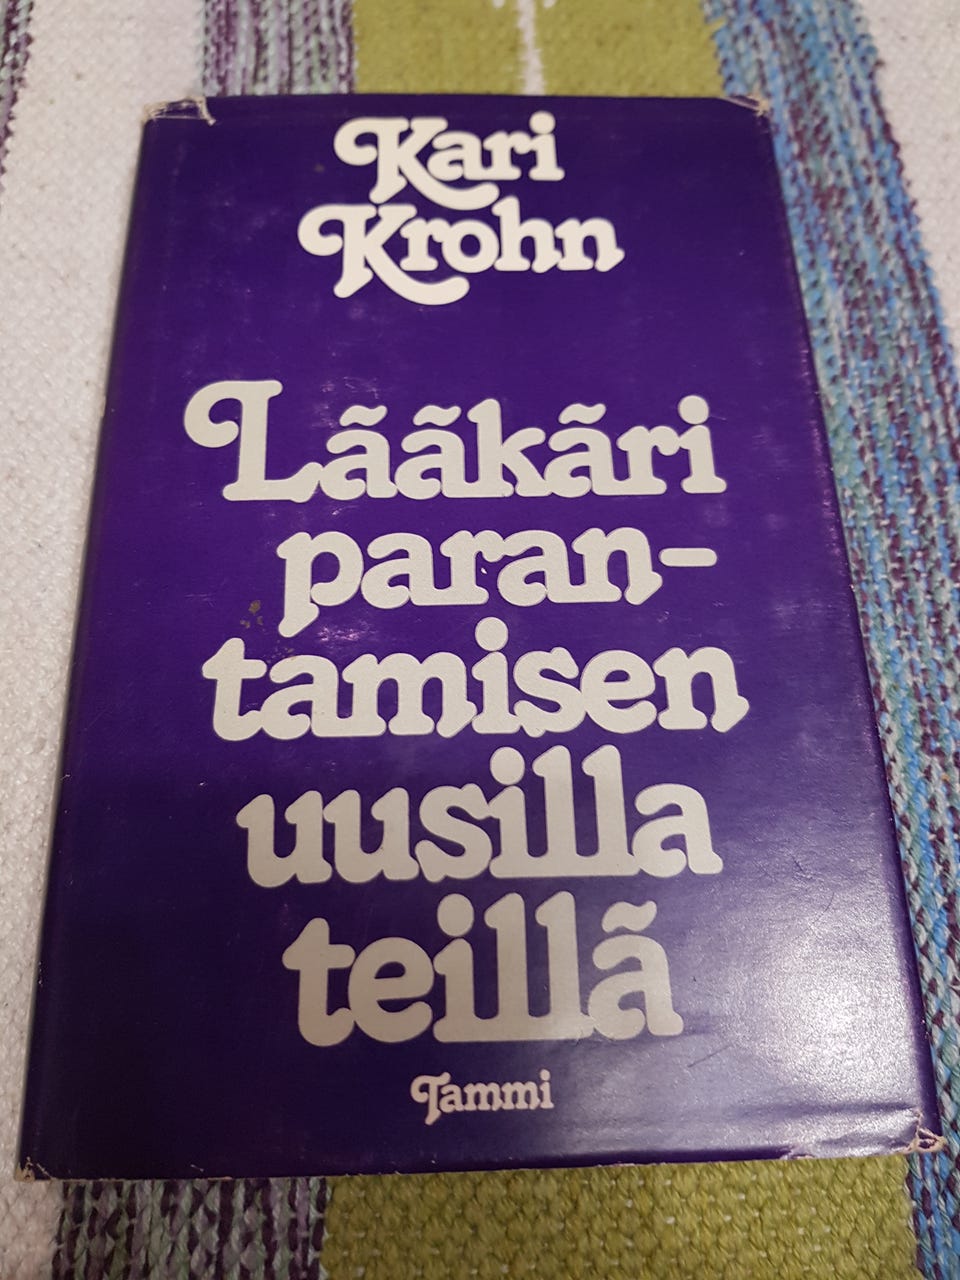 Kari
Krohn
Lääkäri
paran-
tamisen
uusilla
teillä
Tammi